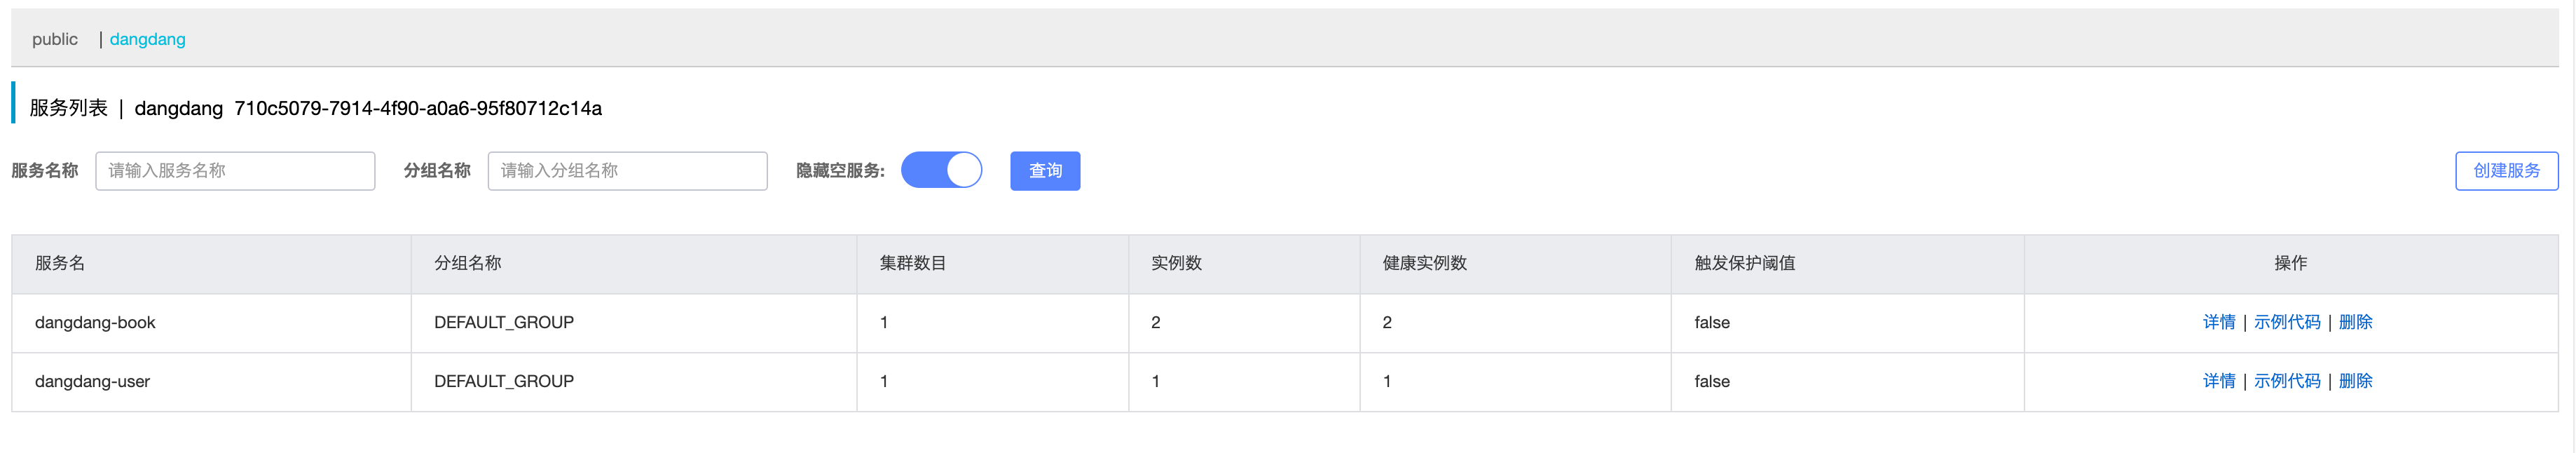 public | dangdang
服务列表 | dangdang 710c5079-7914-4f90-a0a6-95f80712c14a
服务名称 请输入服务名称 分组名称 请输入分组名称 隐藏空服务: 查询 创建服务
服务名 分组名称 集群数目 实例数 健康实例数 触发保护阈值 操作
dangdang-book DEFAULT_GROUP 1 2 2 false 详情 | 示例代码 | 删除
dangdang-user DEFAULT_GROUP 1 1 1 false 详情 | 示例代码 | 删除